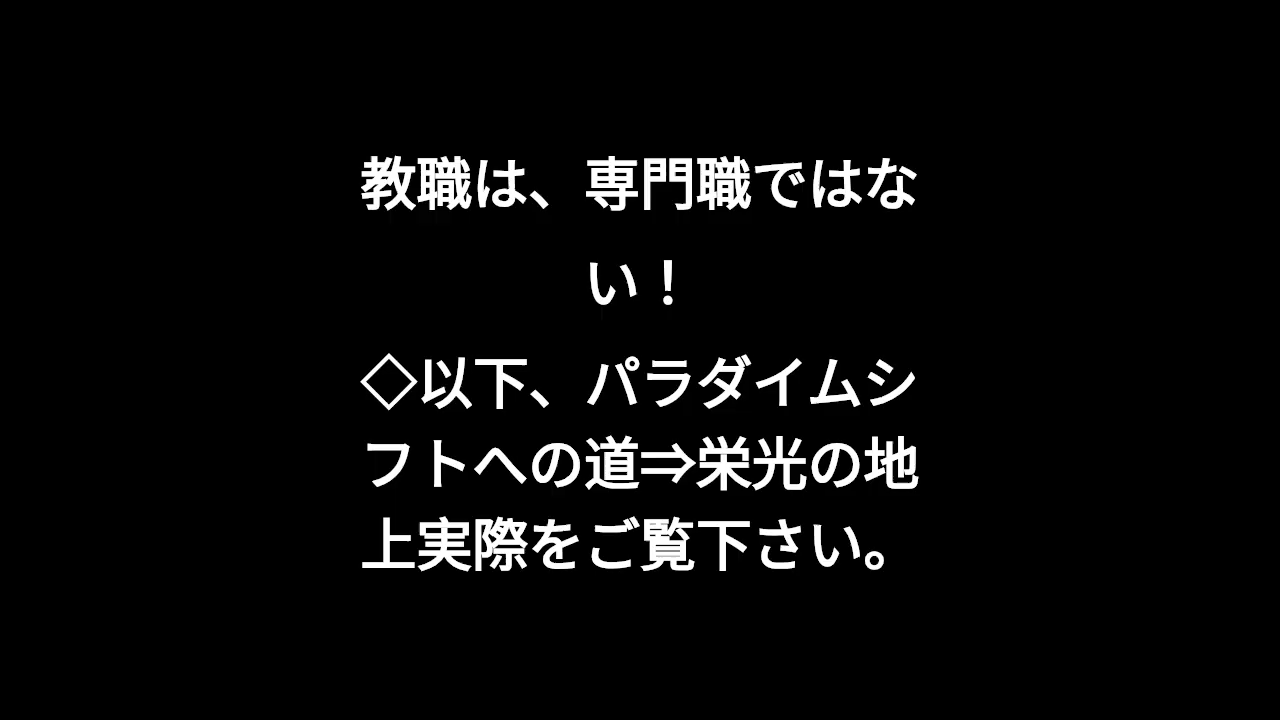 教職は、専門職ではな
い！
◇以下、パラダイムシ
フトへの道⇒栄光の地
上実際をご覧下さい。